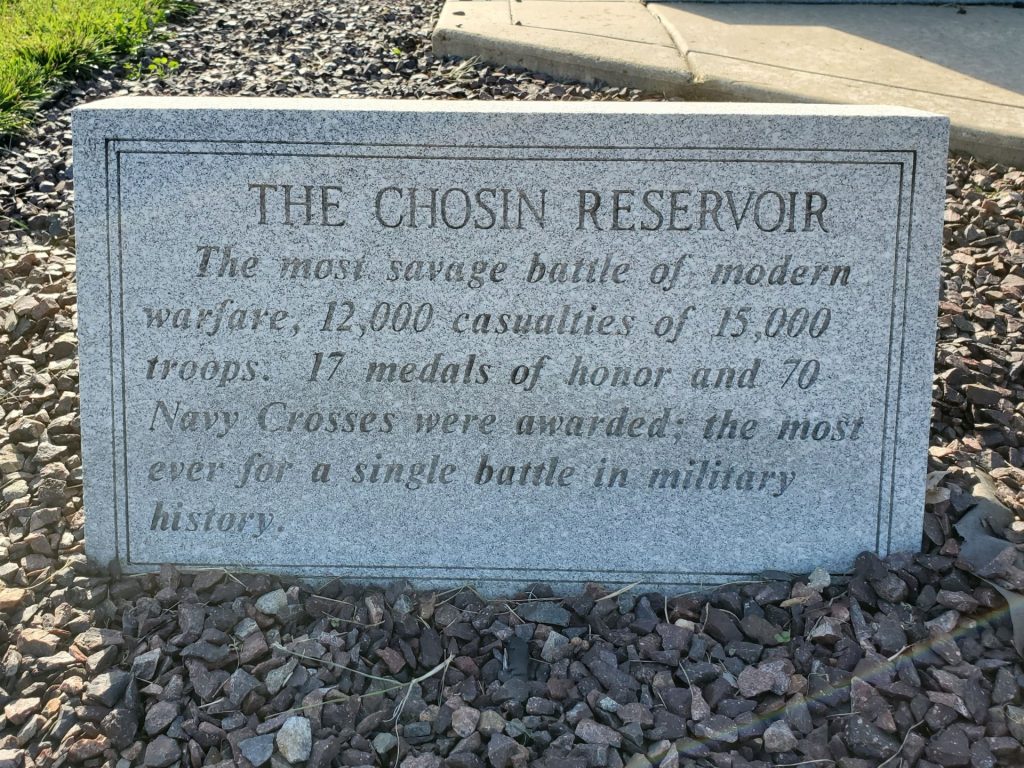 THE CHOSIN RESERVOIR
The most savage battle of modern
warfare, 12,000 casualties of 15,000
troops. 17 medals of honor and 70
Navy Crosses were awarded; the most
ever for a single battle in military
history.